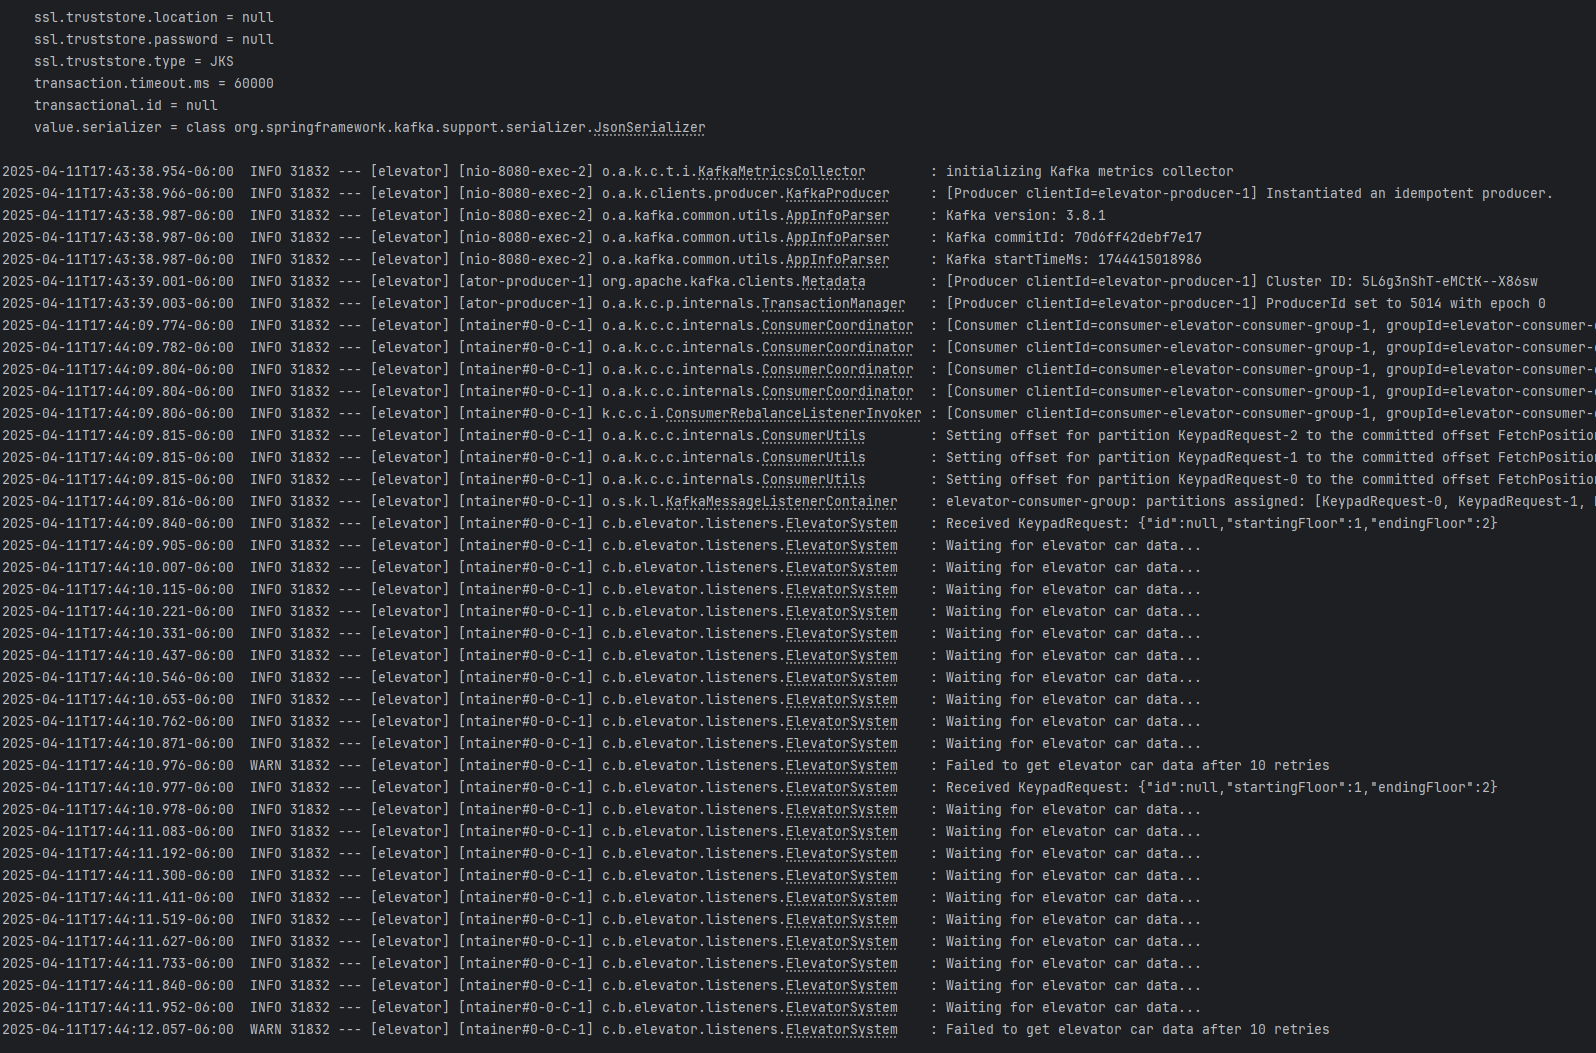 ssl.truststore.location = null
ssl.truststore.password = null
ssl.truststore.type = JKS
transaction.timeout.ms = 60000
transactional.id = null
value.serializer = class org.springframework.kafka.support.serializer.JsonSerializer
2025-04-11T17:43:38.954-06:00  INFO 31832 --- [elevator] [nio-8080-exec-2] o.a.k.c.t.i.KafkaMetricsCollector        : initializing Kafka metrics collector
2025-04-11T17:43:38.966-06:00  INFO 31832 --- [elevator] [nio-8080-exec-2] o.a.k.clients.producer.KafkaProducer     : [Producer clientId=elevator-producer-1] Instantiated an idempotent producer.
2025-04-11T17:43:38.987-06:00  INFO 31832 --- [elevator] [nio-8080-exec-2] o.a.kafka.common.utils.AppInfoParser     : Kafka version: 3.8.1
2025-04-11T17:43:38.987-06:00  INFO 31832 --- [elevator] [nio-8080-exec-2] o.a.kafka.common.utils.AppInfoParser     : Kafka commitId: 70d6ff42debf7e17
2025-04-11T17:43:38.987-06:00  INFO 31832 --- [elevator] [nio-8080-exec-2] o.a.kafka.common.utils.AppInfoParser     : Kafka startTimeMs: 1744415018986
2025-04-11T17:43:39.001-06:00  INFO 31832 --- [elevator] [ator-producer-1] org.apache.kafka.clients.Metadata        : [Producer clientId=elevator-producer-1] Cluster ID: 5L6g3nShT-eMCtK--X86sw
2025-04-11T17:43:39.003-06:00  INFO 31832 --- [elevator] [ator-producer-1] o.a.k.c.p.internals.TransactionManager   : [Producer clientId=elevator-producer-1] ProducerId set to 5014 with epoch 0
2025-04-11T17:44:09.774-06:00  INFO 31832 --- [elevator] [ntainer#0-0-C-1] o.a.k.c.c.internals.ConsumerCoordinator  : [Consumer clientId=consumer-elevator-consumer-group-1, groupId=elevator-consumer-
2025-04-11T17:44:09.782-06:00  INFO 31832 --- [elevator] [ntainer#0-0-C-1] o.a.k.c.c.internals.ConsumerCoordinator  : [Consumer clientId=consumer-elevator-consumer-group-1, groupId=elevator-consumer-
2025-04-11T17:44:09.804-06:00  INFO 31832 --- [elevator] [ntainer#0-0-C-1] o.a.k.c.c.internals.ConsumerCoordinator  : [Consumer clientId=consumer-elevator-consumer-group-1, groupId=elevator-consumer-
2025-04-11T17:44:09.804-06:00  INFO 31832 --- [elevator] [ntainer#0-0-C-1] o.a.k.c.c.internals.ConsumerCoordinator  : [Consumer clientId=consumer-elevator-consumer-group-1, groupId=elevator-consumer-
2025-04-11T17:44:09.806-06:00  INFO 31832 --- [elevator] [ntainer#0-0-C-1] k.c.c.i.ConsumerRebalanceListenerInvoker : [Consumer clientId=consumer-elevator-consumer-group-1, groupId=elevator-consumer-
2025-04-11T17:44:09.815-06:00  INFO 31832 --- [elevator] [ntainer#0-0-C-1] o.a.k.c.c.internals.ConsumerUtils        : Setting offset for partition KeypadRequest-2 to the committed offset FetchPosition
2025-04-11T17:44:09.815-06:00  INFO 31832 --- [elevator] [ntainer#0-0-C-1] o.a.k.c.c.internals.ConsumerUtils        : Setting offset for partition KeypadRequest-1 to the committed offset FetchPosition
2025-04-11T17:44:09.815-06:00  INFO 31832 --- [elevator] [ntainer#0-0-C-1] o.a.k.c.c.internals.ConsumerUtils        : Setting offset for partition KeypadRequest-0 to the committed offset FetchPosition
2025-04-11T17:44:09.816-06:00  INFO 31832 --- [elevator] [ntainer#0-0-C-1] o.s.k.l.KafkaMessageListenerContainer    : elevator-consumer-group: partitions assigned: [KeypadRequest-0, KeypadRequest-1,
2025-04-11T17:44:09.840-06:00  INFO 31832 --- [elevator] [ntainer#0-0-C-1] c.b.elevator.listeners.ElevatorSystem    : Received KeypadRequest: {"id":null,"startingFloor":1,"endingFloor":2}
2025-04-11T17:44:09.905-06:00  INFO 31832 --- [elevator] [ntainer#0-0-C-1] c.b.elevator.listeners.ElevatorSystem    : Waiting for elevator car data...
2025-04-11T17:44:10.007-06:00  INFO 31832 --- [elevator] [ntainer#0-0-C-1] c.b.elevator.listeners.ElevatorSystem    : Waiting for elevator car data...
2025-04-11T17:44:10.115-06:00  INFO 31832 --- [elevator] [ntainer#0-0-C-1] c.b.elevator.listeners.ElevatorSystem    : Waiting for elevator car data...
2025-04-11T17:44:10.221-06:00  INFO 31832 --- [elevator] [ntainer#0-0-C-1] c.b.elevator.listeners.ElevatorSystem    : Waiting for elevator car data...
2025-04-11T17:44:10.331-06:00  INFO 31832 --- [elevator] [ntainer#0-0-C-1] c.b.elevator.listeners.ElevatorSystem    : Waiting for elevator car data...
2025-04-11T17:44:10.437-06:00  INFO 31832 --- [elevator] [ntainer#0-0-C-1] c.b.elevator.listeners.ElevatorSystem    : Waiting for elevator car data...
2025-04-11T17:44:10.546-06:00  INFO 31832 --- [elevator] [ntainer#0-0-C-1] c.b.elevator.listeners.ElevatorSystem    : Waiting for elevator car data...
2025-04-11T17:44:10.653-06:00  INFO 31832 --- [elevator] [ntainer#0-0-C-1] c.b.elevator.listeners.ElevatorSystem    : Waiting for elevator car data...
2025-04-11T17:44:10.762-06:00  INFO 31832 --- [elevator] [ntainer#0-0-C-1] c.b.elevator.listeners.ElevatorSystem    : Waiting for elevator car data...
2025-04-11T17:44:10.871-06:00  INFO 31832 --- [elevator] [ntainer#0-0-C-1] c.b.elevator.listeners.ElevatorSystem    : Waiting for elevator car data...
2025-04-11T17:44:10.976-06:00  WARN 31832 --- [elevator] [ntainer#0-0-C-1] c.b.elevator.listeners.ElevatorSystem    : Failed to get elevator car data after 10 retries
2025-04-11T17:44:10.977-06:00  INFO 31832 --- [elevator] [ntainer#0-0-C-1] c.b.elevator.listeners.ElevatorSystem    : Received KeypadRequest: {"id":null,"startingFloor":1,"endingFloor":2}
2025-04-11T17:44:10.978-06:00  INFO 31832 --- [elevator] [ntainer#0-0-C-1] c.b.elevator.listeners.ElevatorSystem    : Waiting for elevator car data...
2025-04-11T17:44:11.083-06:00  INFO 31832 --- [elevator] [ntainer#0-0-C-1] c.b.elevator.listeners.ElevatorSystem    : Waiting for elevator car data...
2025-04-11T17:44:11.192-06:00  INFO 31832 --- [elevator] [ntainer#0-0-C-1] c.b.elevator.listeners.ElevatorSystem    : Waiting for elevator car data...
2025-04-11T17:44:11.300-06:00  INFO 31832 --- [elevator] [ntainer#0-0-C-1] c.b.elevator.listeners.ElevatorSystem    : Waiting for elevator car data...
2025-04-11T17:44:11.411-06:00  INFO 31832 --- [elevator] [ntainer#0-0-C-1] c.b.elevator.listeners.ElevatorSystem    : Waiting for elevator car data...
2025-04-11T17:44:11.519-06:00  INFO 31832 --- [elevator] [ntainer#0-0-C-1] c.b.elevator.listeners.ElevatorSystem    : Waiting for elevator car data...
2025-04-11T17:44:11.627-06:00  INFO 31832 --- [elevator] [ntainer#0-0-C-1] c.b.elevator.listeners.ElevatorSystem    : Waiting for elevator car data...
2025-04-11T17:44:11.733-06:00  INFO 31832 --- [elevator] [ntainer#0-0-C-1] c.b.elevator.listeners.ElevatorSystem    : Waiting for elevator car data...
2025-04-11T17:44:11.840-06:00  INFO 31832 --- [elevator] [ntainer#0-0-C-1] c.b.elevator.listeners.ElevatorSystem    : Waiting for elevator car data...
2025-04-11T17:44:11.952-06:00  INFO 31832 --- [elevator] [ntainer#0-0-C-1] c.b.elevator.listeners.ElevatorSystem    : Waiting for elevator car data...
2025-04-11T17:44:12.057-06:00  WARN 31832 --- [elevator] [ntainer#0-0-C-1] c.b.elevator.listeners.ElevatorSystem    : Failed to get elevator car data after 10 retries